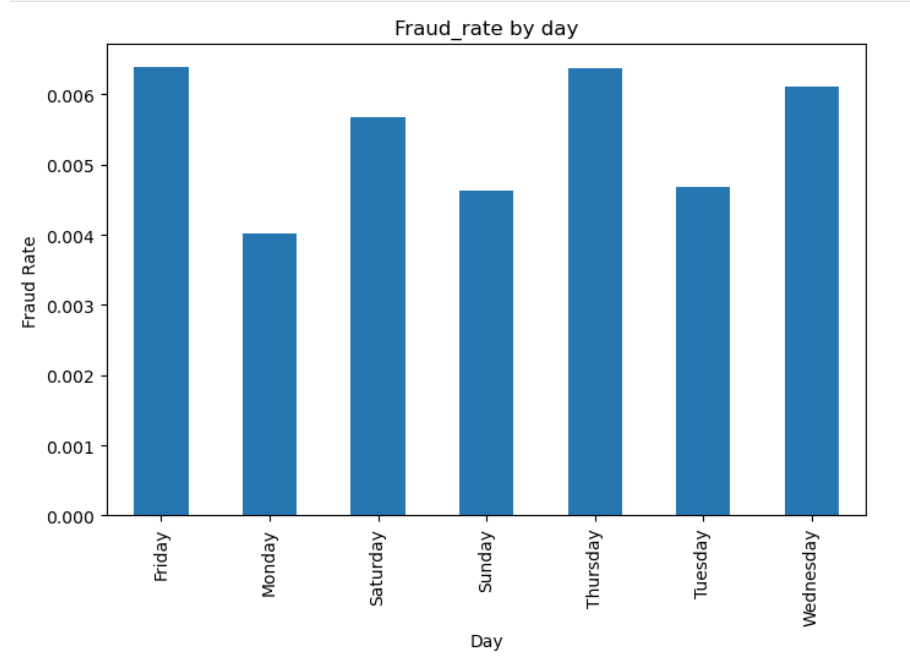 Fraud_rate by day
Fraud Rate
0.006
0.005
0.004
0.003
0.002
0.001
0.000
Friday
Monday
Saturday
Sunday
Thursday
Tuesday
Wednesday
Day